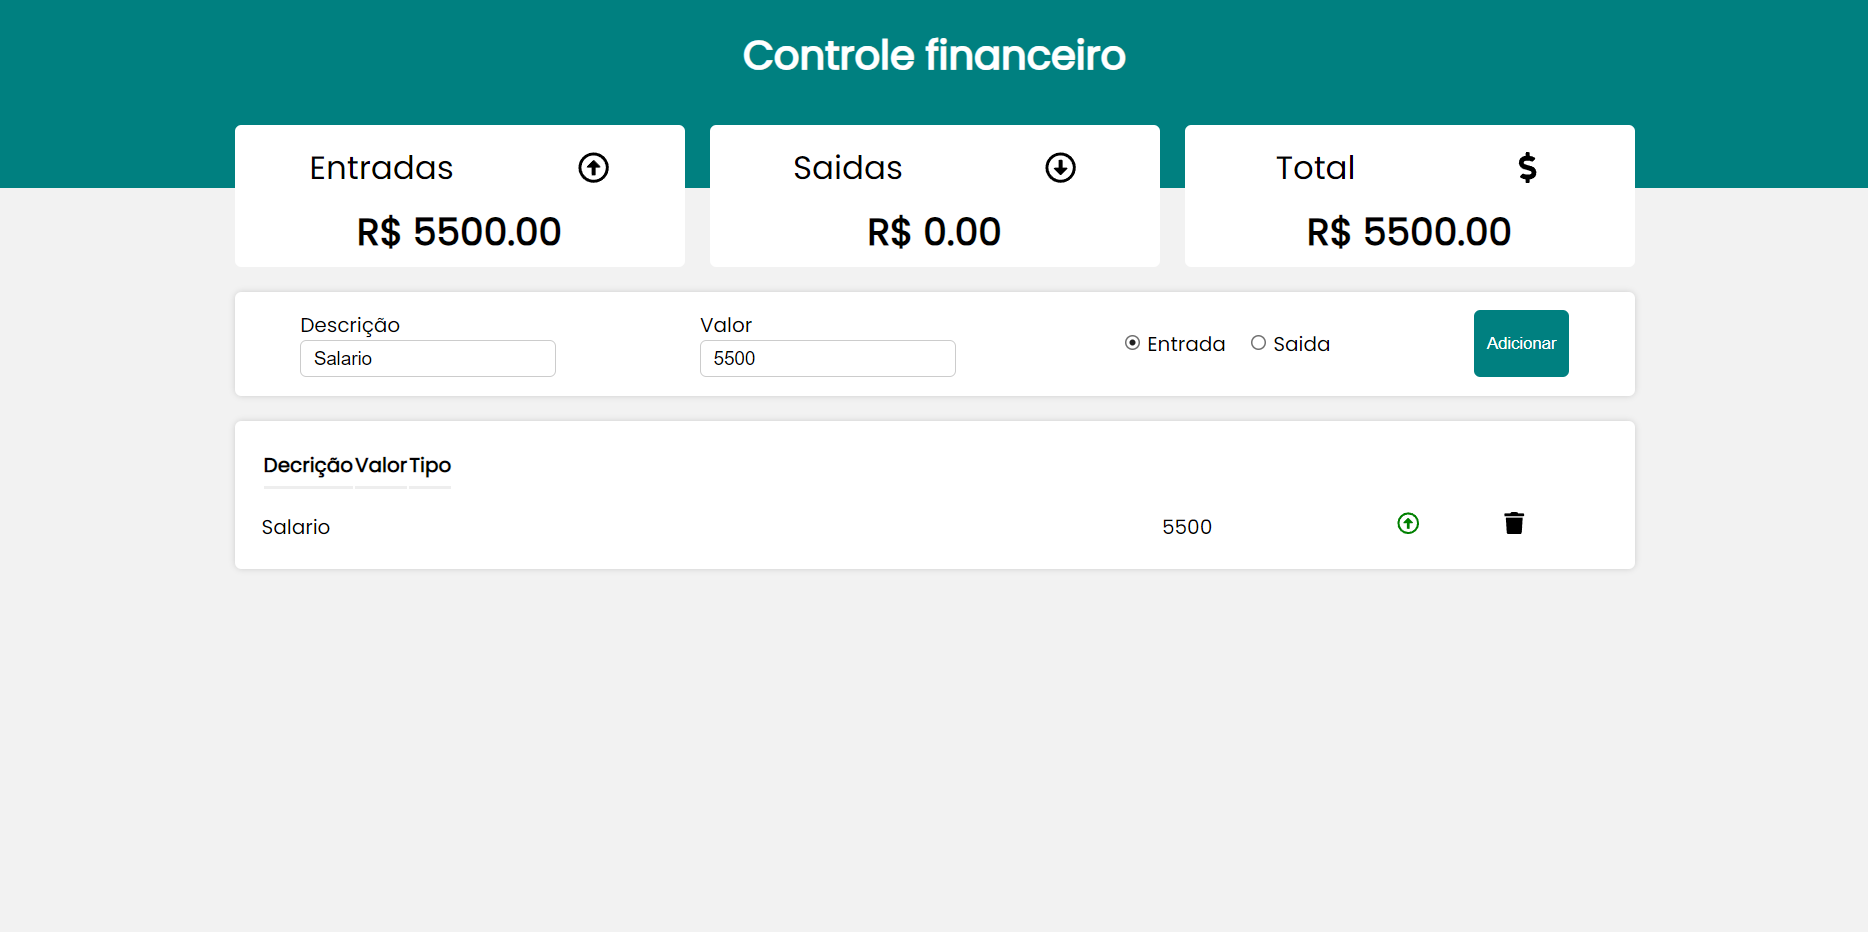 Controle financeiro
Entradas
R$ 5500.00
Saidas
R$ 0.00
Total
R$ 5500.00
Descrição
Salario
Valor
5500
Entrada Saida
Adicionar
Decrição Valor Tipo
Salario 5500